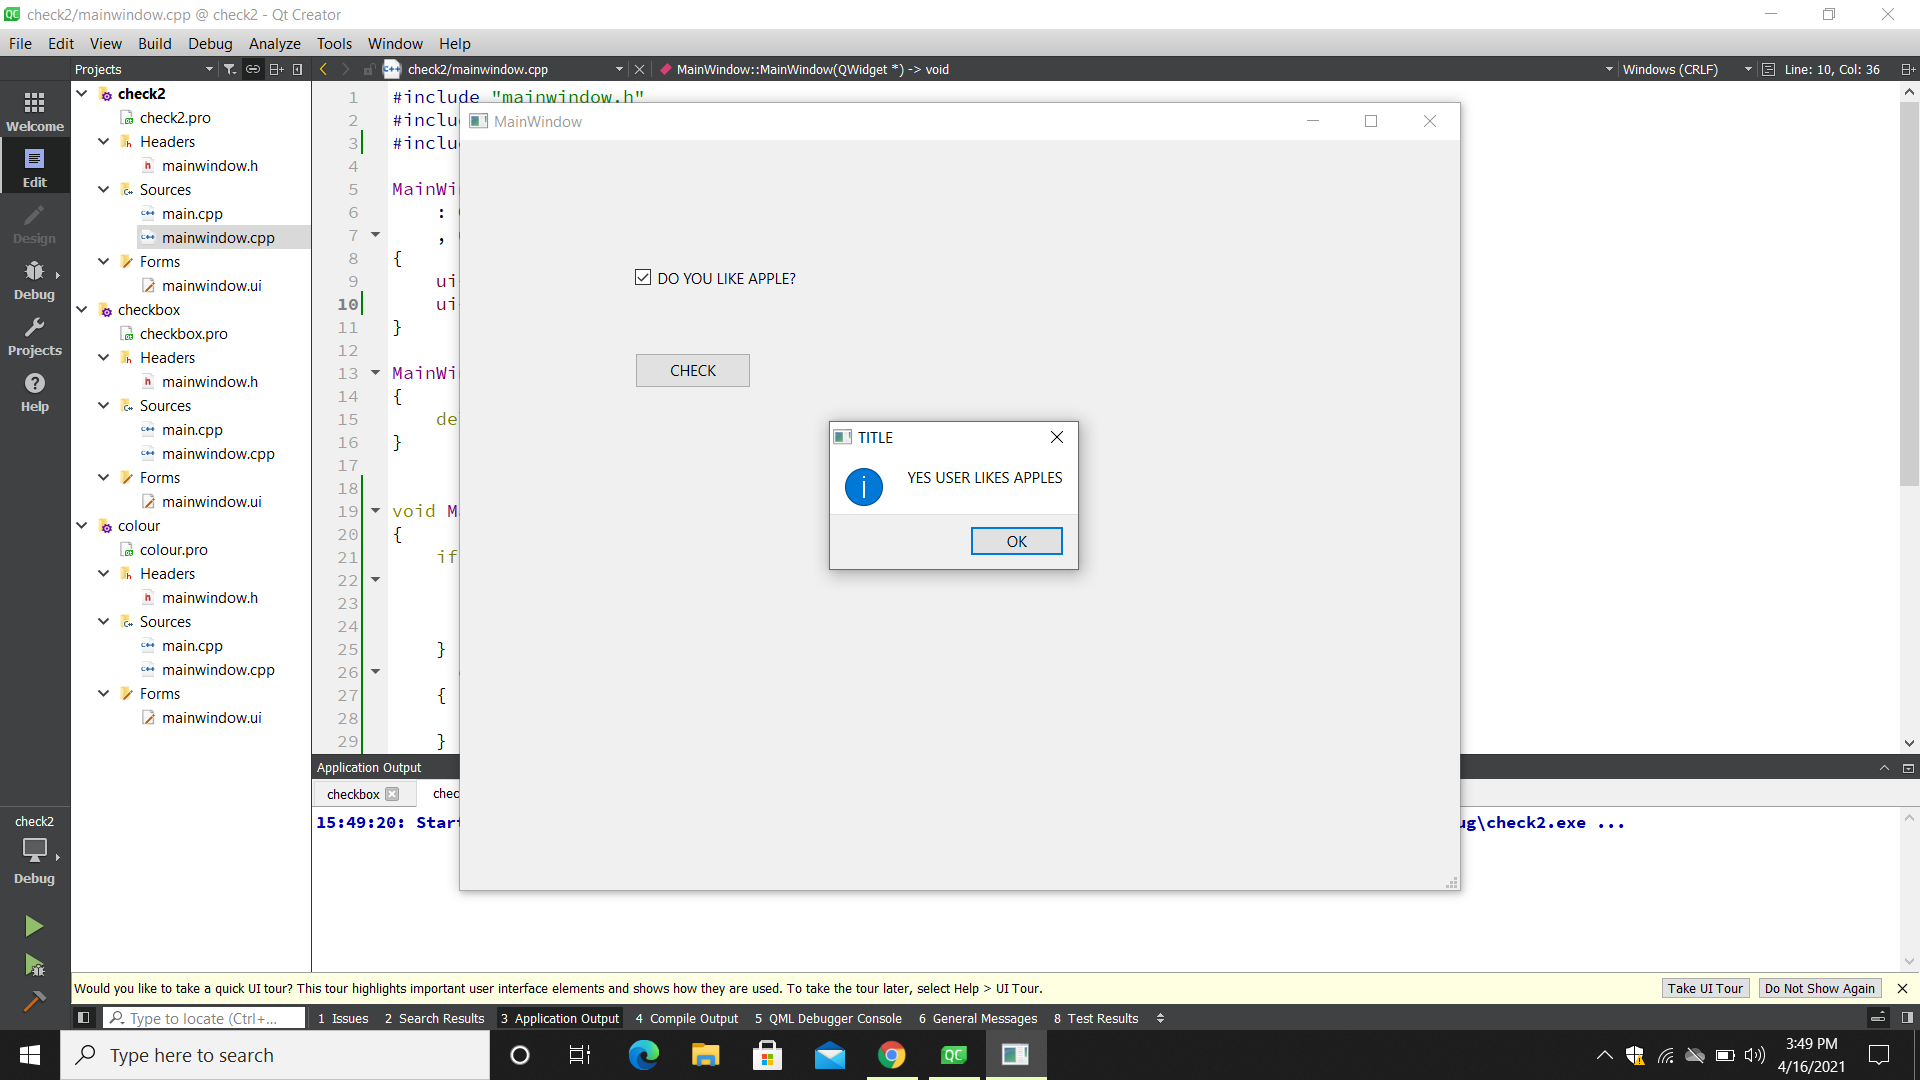 check2/mainwindow.cpp @ check2 - Qt Creator
File Edit View Build Debug Analyze Tools Window Help
Projects
check2/mainwindow.cpp
MainWindow::MainWindow(QWidget *) -> void
Windows (CRLF)
Line: 10, Col: 36
Welcome
Edit
Design
Debug
Projects
Help
check2
Debug
check2
check2.pro
Headers
mainwindow.h
Sources
main.cpp
mainwindow.cpp
Forms
mainwindow.ui
checkbox
checkbox.pro
Headers
mainwindow.h
Sources
main.cpp
mainwindow.cpp
Forms
mainwindow.ui
colour
colour.pro
Headers
mainwindow.h
Sources
main.cpp
mainwindow.cpp
Forms
mainwindow.ui
1 #include "mainwindow.h"
2 #inclu
3 #inclu
4
5 MainWi
6 :
7 ,
8 {
9 ui
10 ui
11 }
12
13 MainWi
14 {
15 de
16 }
17
18
19 void M
20 {
21 if
22
23
24
25 }
26
27 {
28
29 }
MainWindow
DO YOU LIKE APPLE?
CHECK
TITLE
YES USER LIKES APPLES
OK
Application Output
checkbox
chec
15:49:20: Star
ug\check2.exe ...
Would you like to take a quick UI tour? This tour highlights important user interface elements and shows how they are used. To take the tour later, select Help > UI Tour.
Take UI Tour
Do Not Show Again
Type to locate (Ctrl+...
1 Issues 2 Search Results 3 Application Output 4 Compile Output 5 QML Debugger Console 6 General Messages 8 Test Results
Type here to search
3:49 PM
4/16/2021